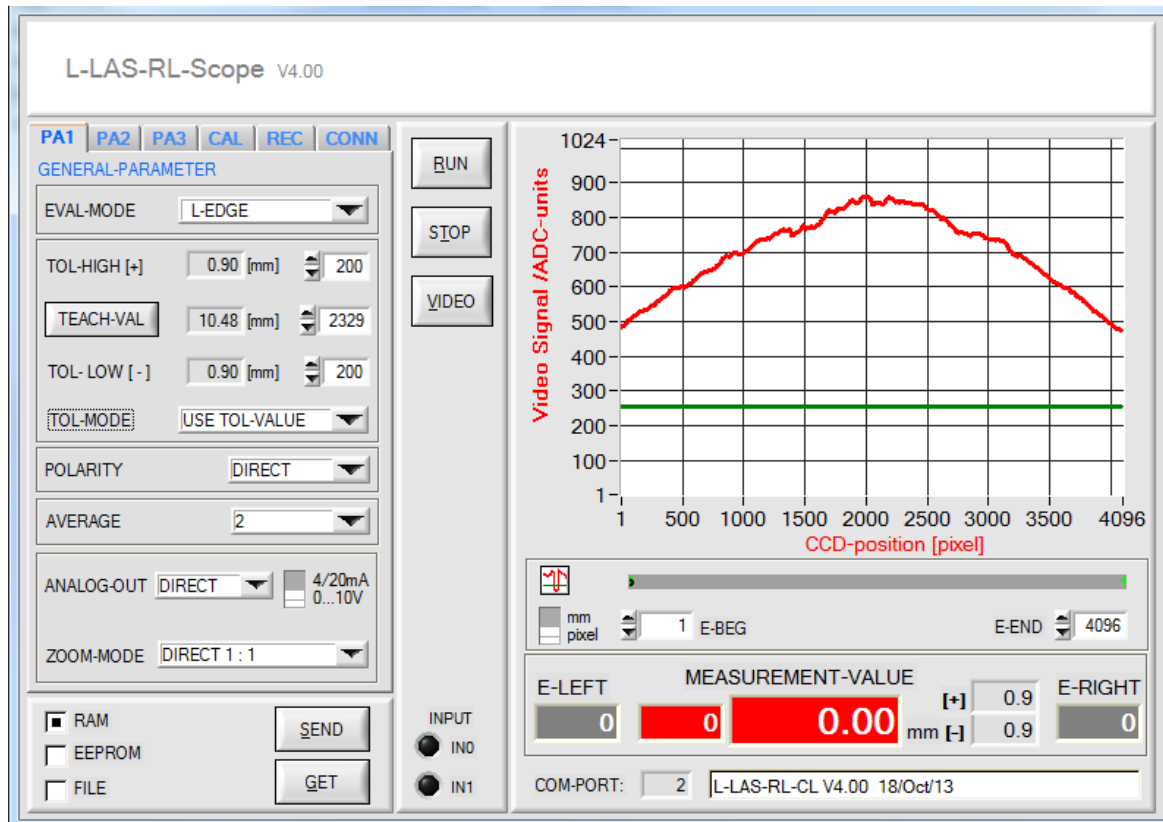 L-LAS-RL-Scope V4.00
PA1 PA2 PA3 CAL REC CONN
GENERAL-PARAMETER
EVAL-MODE L-EDGE
TOL-HIGH [+] 0.90 [mm] 200
TEACH-VAL 10.48 [mm] 2329
TOL- LOW [ - ] 0.90 [mm] 200
TOL-MODE USE TOL-VALUE
POLARITY DIRECT
AVERAGE 2
ANALOG-OUT DIRECT 4/20mA
0...10V
ZOOM-MODE DIRECT 1 : 1
RAM
EEPROM
FILE
SEND
GET
RUN
STOP
VIDEO
INPUT
IN0
IN1
Video Signal /ADC-units
1024
900
800
700
600
500
400
300
200
100
1
1 500 1000 1500 2000 2500 3000 3500 4096
CCD-position [pixel]
mm
pixel
1 E-BEG E-END 4096
E-LEFT MEASUREMENT-VALUE E-RIGHT
0 0 0.00 mm [+] 0.9 0
[–] 0.9
COM-PORT: 2 L-LAS-RL-CL V4.00 18/Oct/13